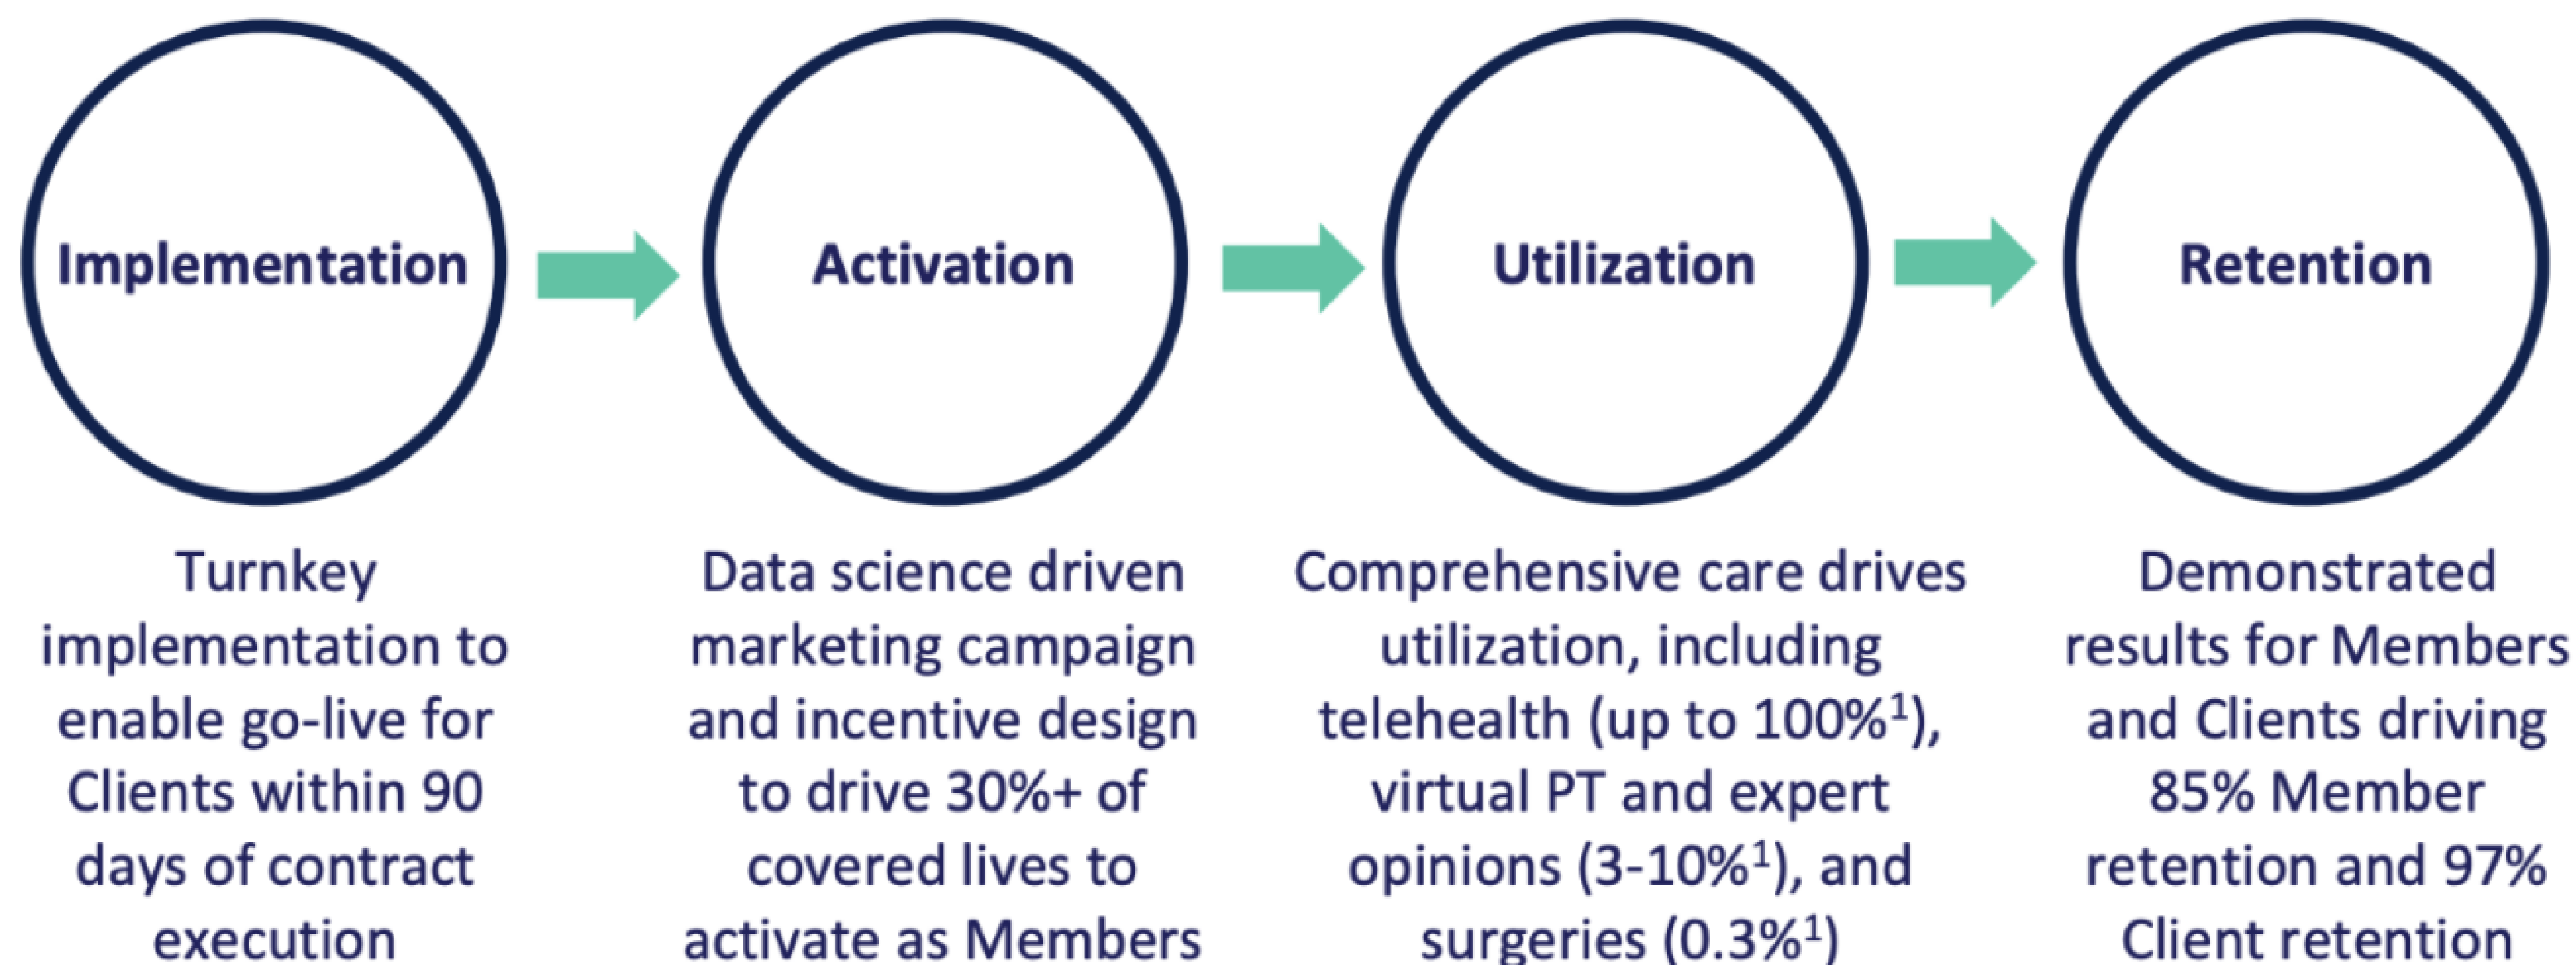 Implementation
Activation
Utilization
Retention
Turnkey
implementation to
enable go-live for
Clients within 90
days of contract
execution
Data science driven
marketing campaign
and incentive design
to drive 30%+ of
covered lives to
activate as Members
Comprehensive care drives
utilization, including
telehealth (up to 100%¹),
virtual PT and expert
opinions (3-10%¹), and
surgeries (0.3%¹)
Demonstrated
results for Members
and Clients driving
85% Member
retention and 97%
Client retention